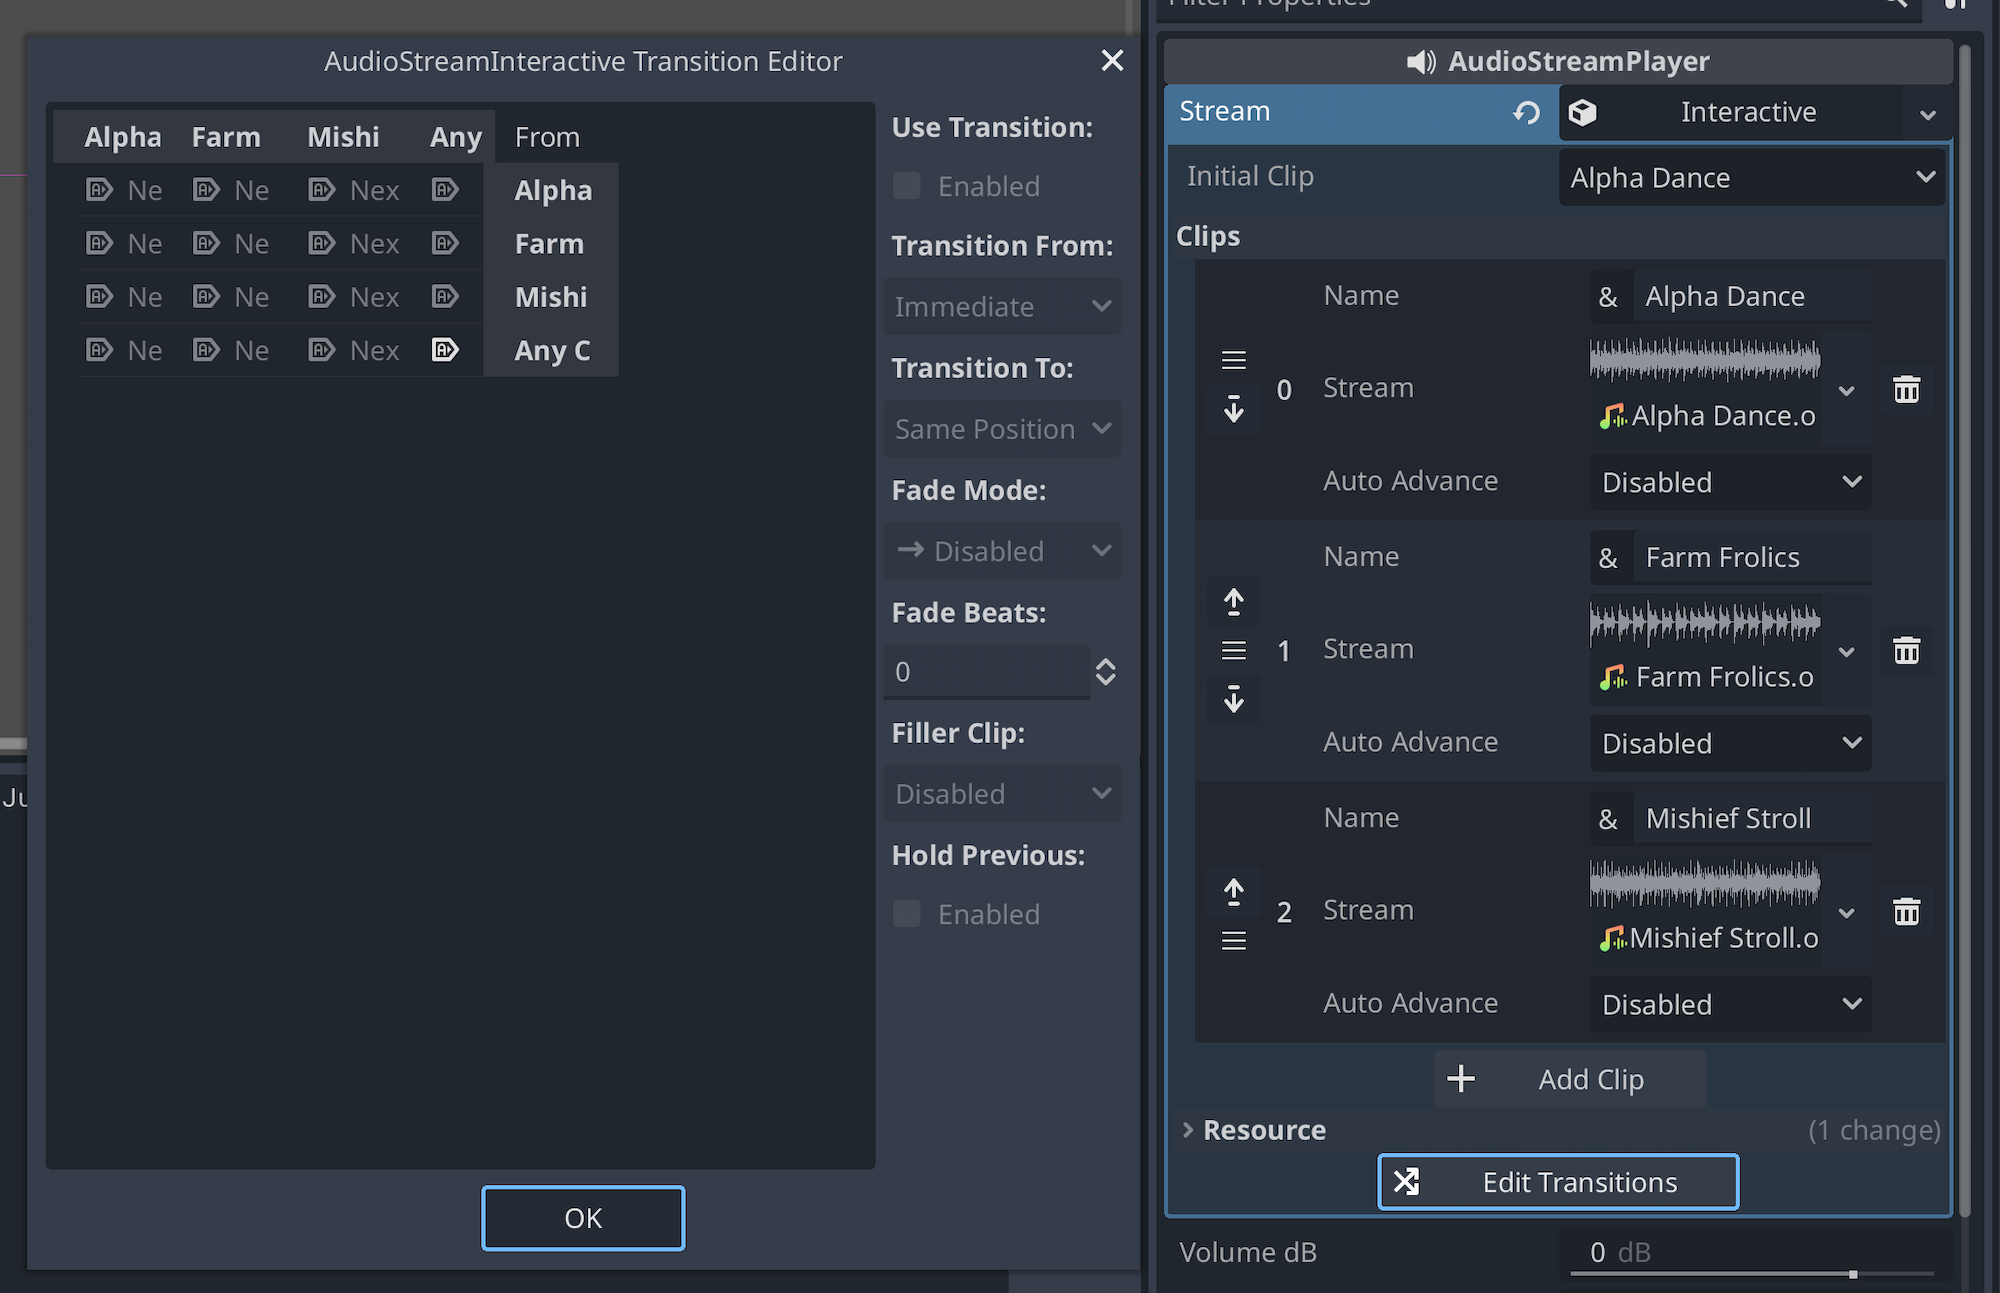 AudioStreamInteractive Transition Editor
Alpha Farm Mishi Any From
Ne Ne Nex Alpha
Ne Ne Nex Farm
Ne Ne Nex Mishi
Ne Ne Nex Any C
Use Transition:
Enabled
Transition From:
Immediate
Transition To:
Same Position
Fade Mode:
Disabled
Fade Beats:
0
Filler Clip:
Disabled
Hold Previous:
Enabled
OK
Ju
Filter Properties
AudioStreamPlayer
Stream Interactive
Initial Clip Alpha Dance
Clips
Name & Alpha Dance
0 Stream
Alpha Dance.o
Auto Advance Disabled
Name & Farm Frolics
1 Stream
Farm Frolics.o
Auto Advance Disabled
Name & Mishief Stroll
2 Stream
Mishief Stroll.o
Auto Advance Disabled
+ Add Clip
Resource (1 change)
Edit Transitions
Volume dB 0 dB